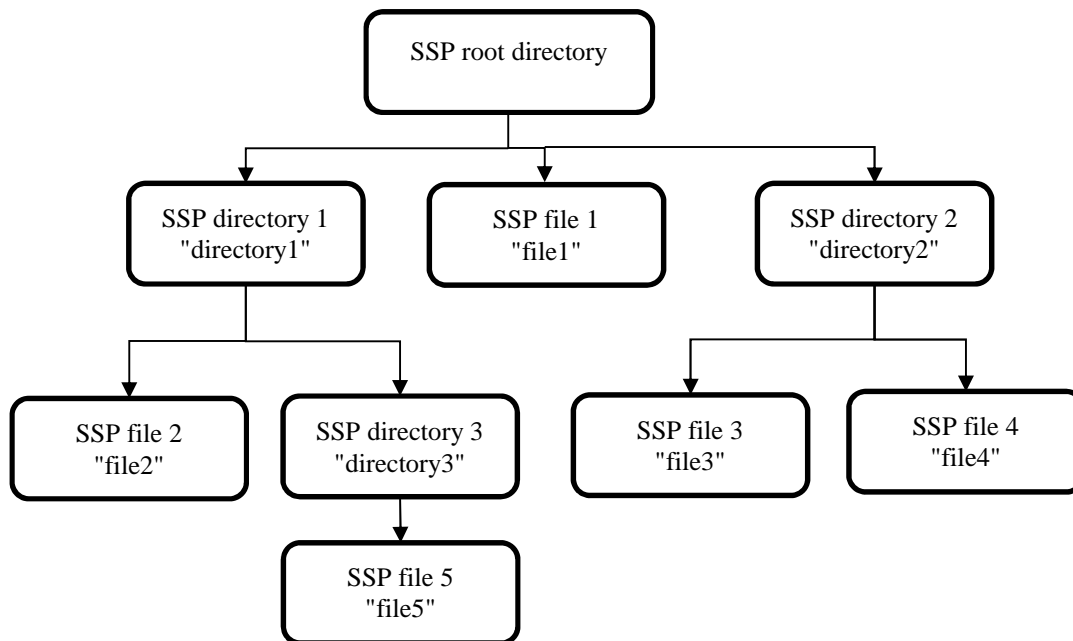 SSP root directory
SSP directory 1
"directory1"
SSP file 1
"file1"
SSP directory 2
"directory2"
SSP file 2
"file2"
SSP directory 3
"directory3"
SSP file 3
"file3"
SSP file 4
"file4"
SSP file 5
"file5"